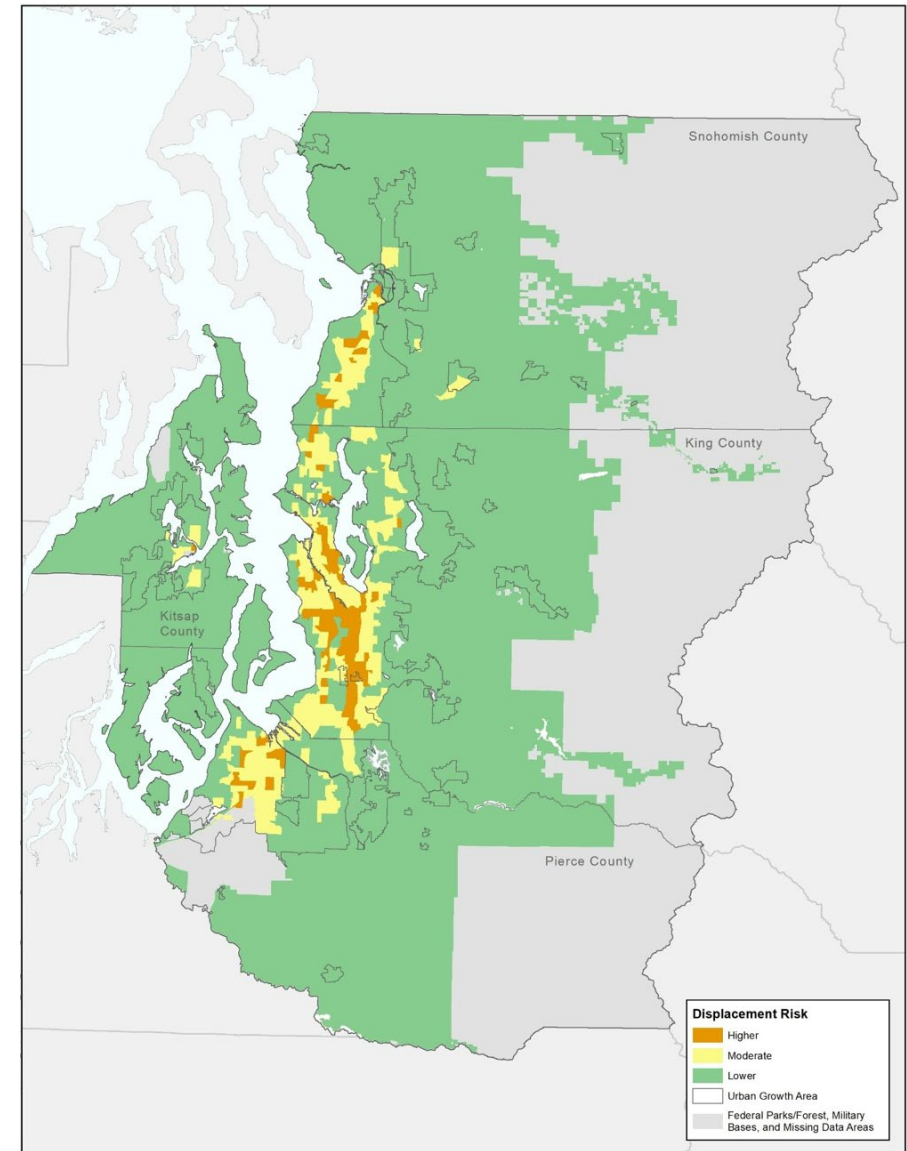 Snohomish County
King County
Kitsap
County
Pierce County
Displacement Risk
Higher
Moderate
Lower
Urban Growth Area
Federal Parks/Forest, Military
Bases, and Missing Data Areas